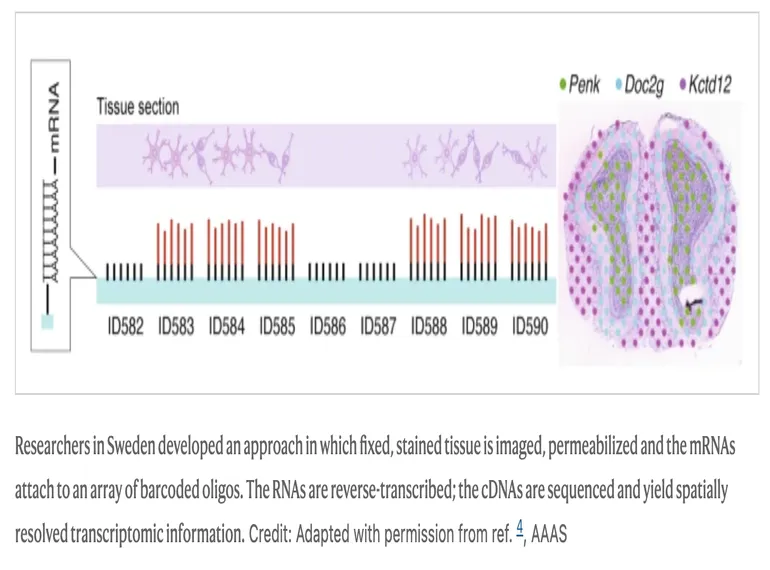 mRNA
TTTTTTTTT
AAAAAAAAA
Tissue section
ID582 ID583 ID584 ID585 ID586 ID587 ID588 ID589 ID590
Penk Doc2g Kctd12
Researchers in Sweden developed an approach in which fixed, stained tissue is imaged, permeabilized and the mRNAs
attach to an array of barcoded oligos. The RNAs are reverse-transcribed; the cDNAs are sequenced and yield spatially
resolved transcriptomic information. Credit: Adapted with permission from ref. 4, AAAS